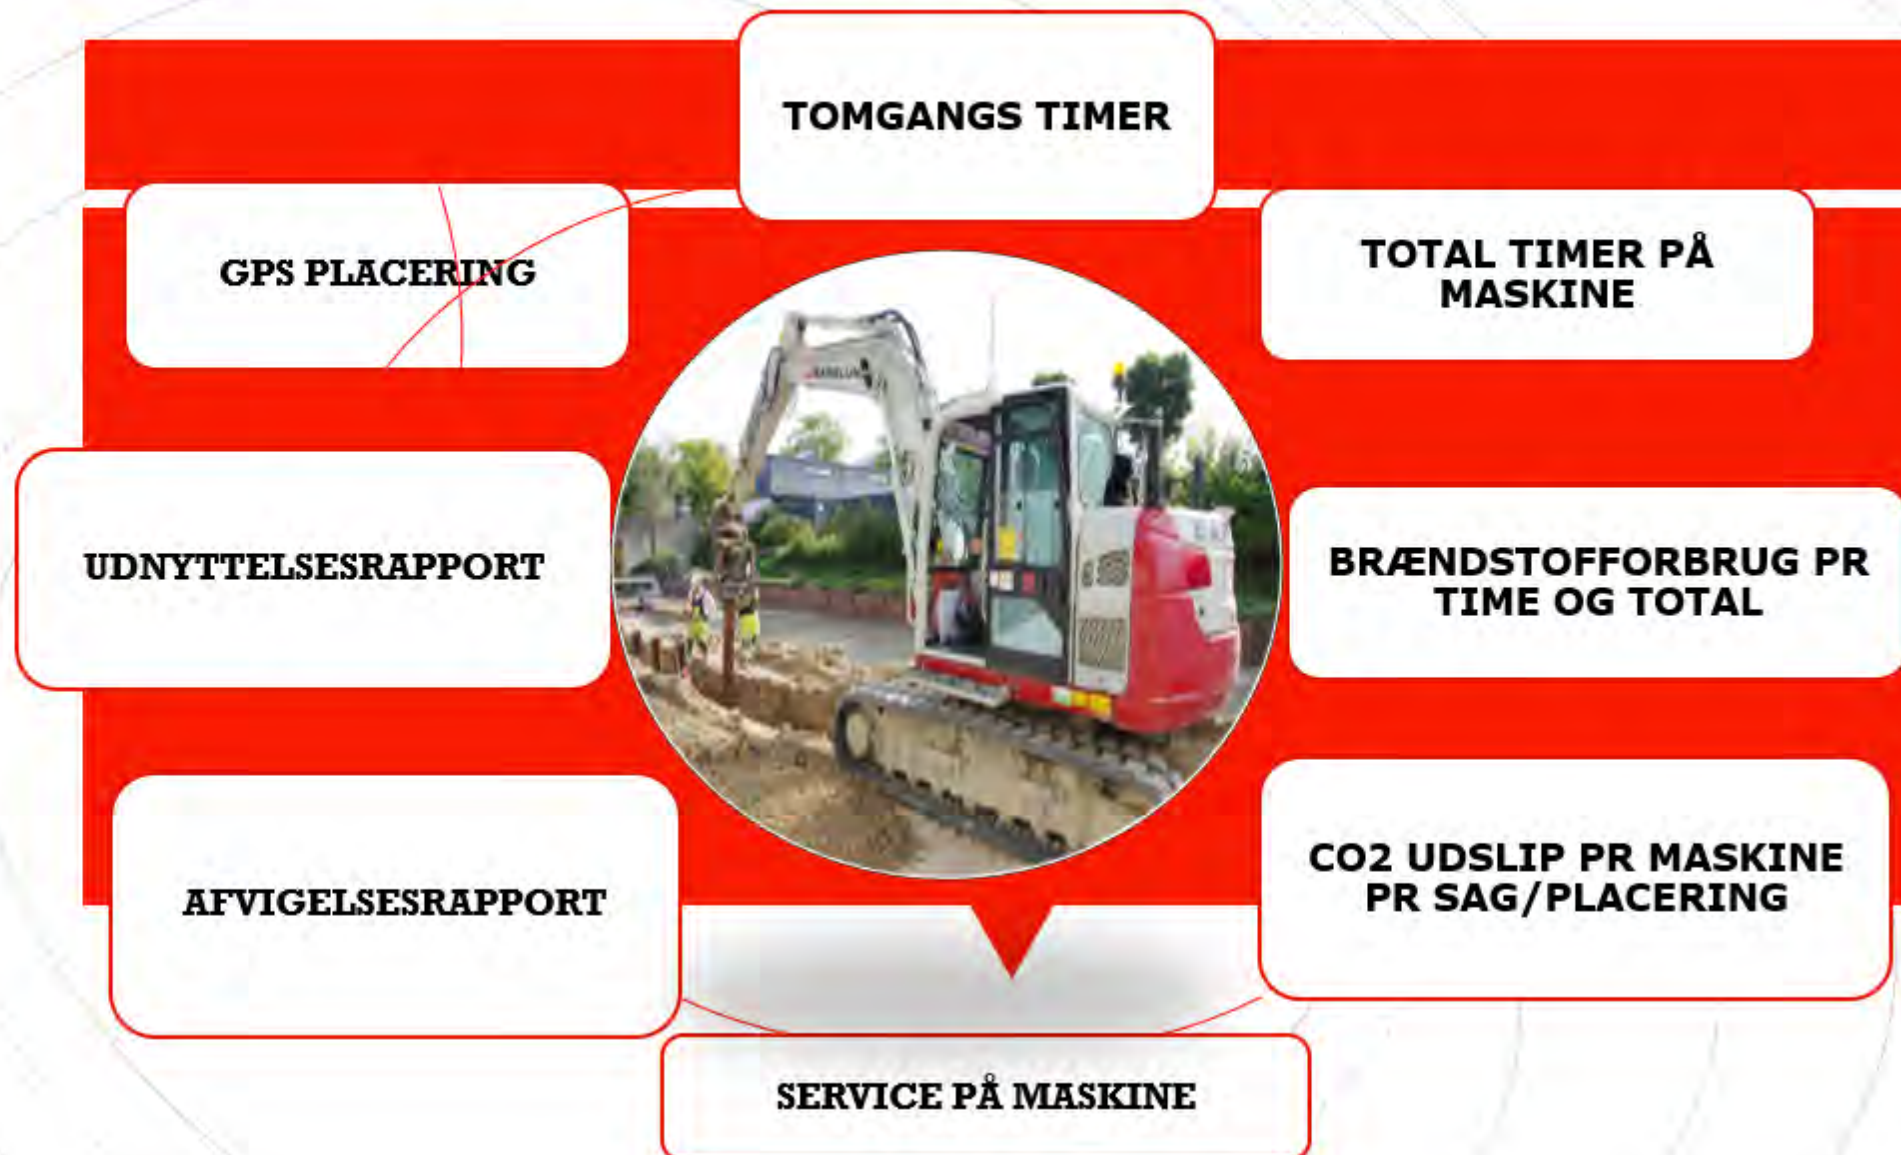 TOMGANGS TIMER
GPS PLACERING
TOTAL TIMER PÅ
MASKINE
UDNYTTELSESRAPPORT
BRÆNDSTOFFORBRUG PR
TIME OG TOTAL
AFVIGELSESRAPPORT
CO2 UDSLIP PR MASKINE
PR SAG/PLACERING
SERVICE PÅ MASKINE